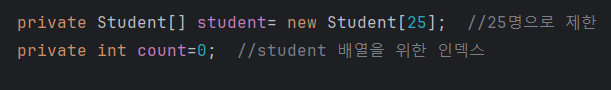 private Student[] student= new Student[25];  //25명으로 제한
private int count=0;  //student 배열을 위한 인덱스